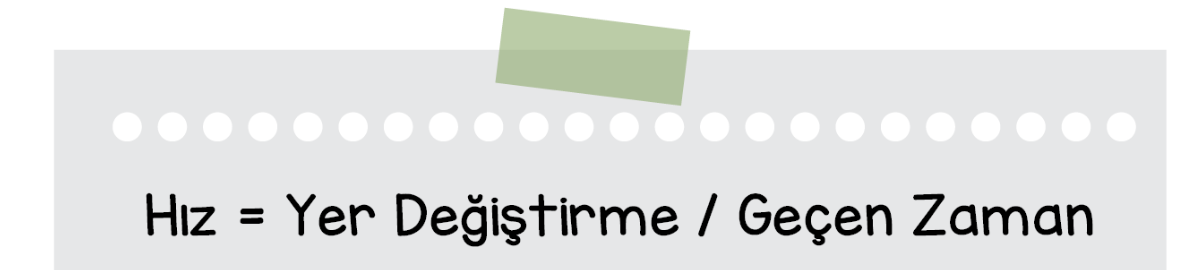 Hız = Yer Değiştirme / Geçen Zaman